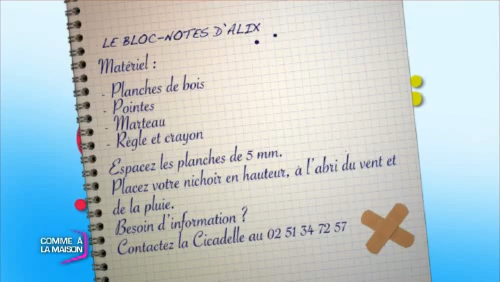 LE BLOC-NOTES D'ALIX
Matériel :
- Planches de bois
- Pointes
- Marteau
- Règle et crayon
Espacez les planches de 5 mm.
Placez votre nichoir en hauteur, à l'abri du vent et
de la pluie.
Besoin d'information ?
Contactez la Cicadelle au 02 51 34 72 57
COMME À
LA MAISON